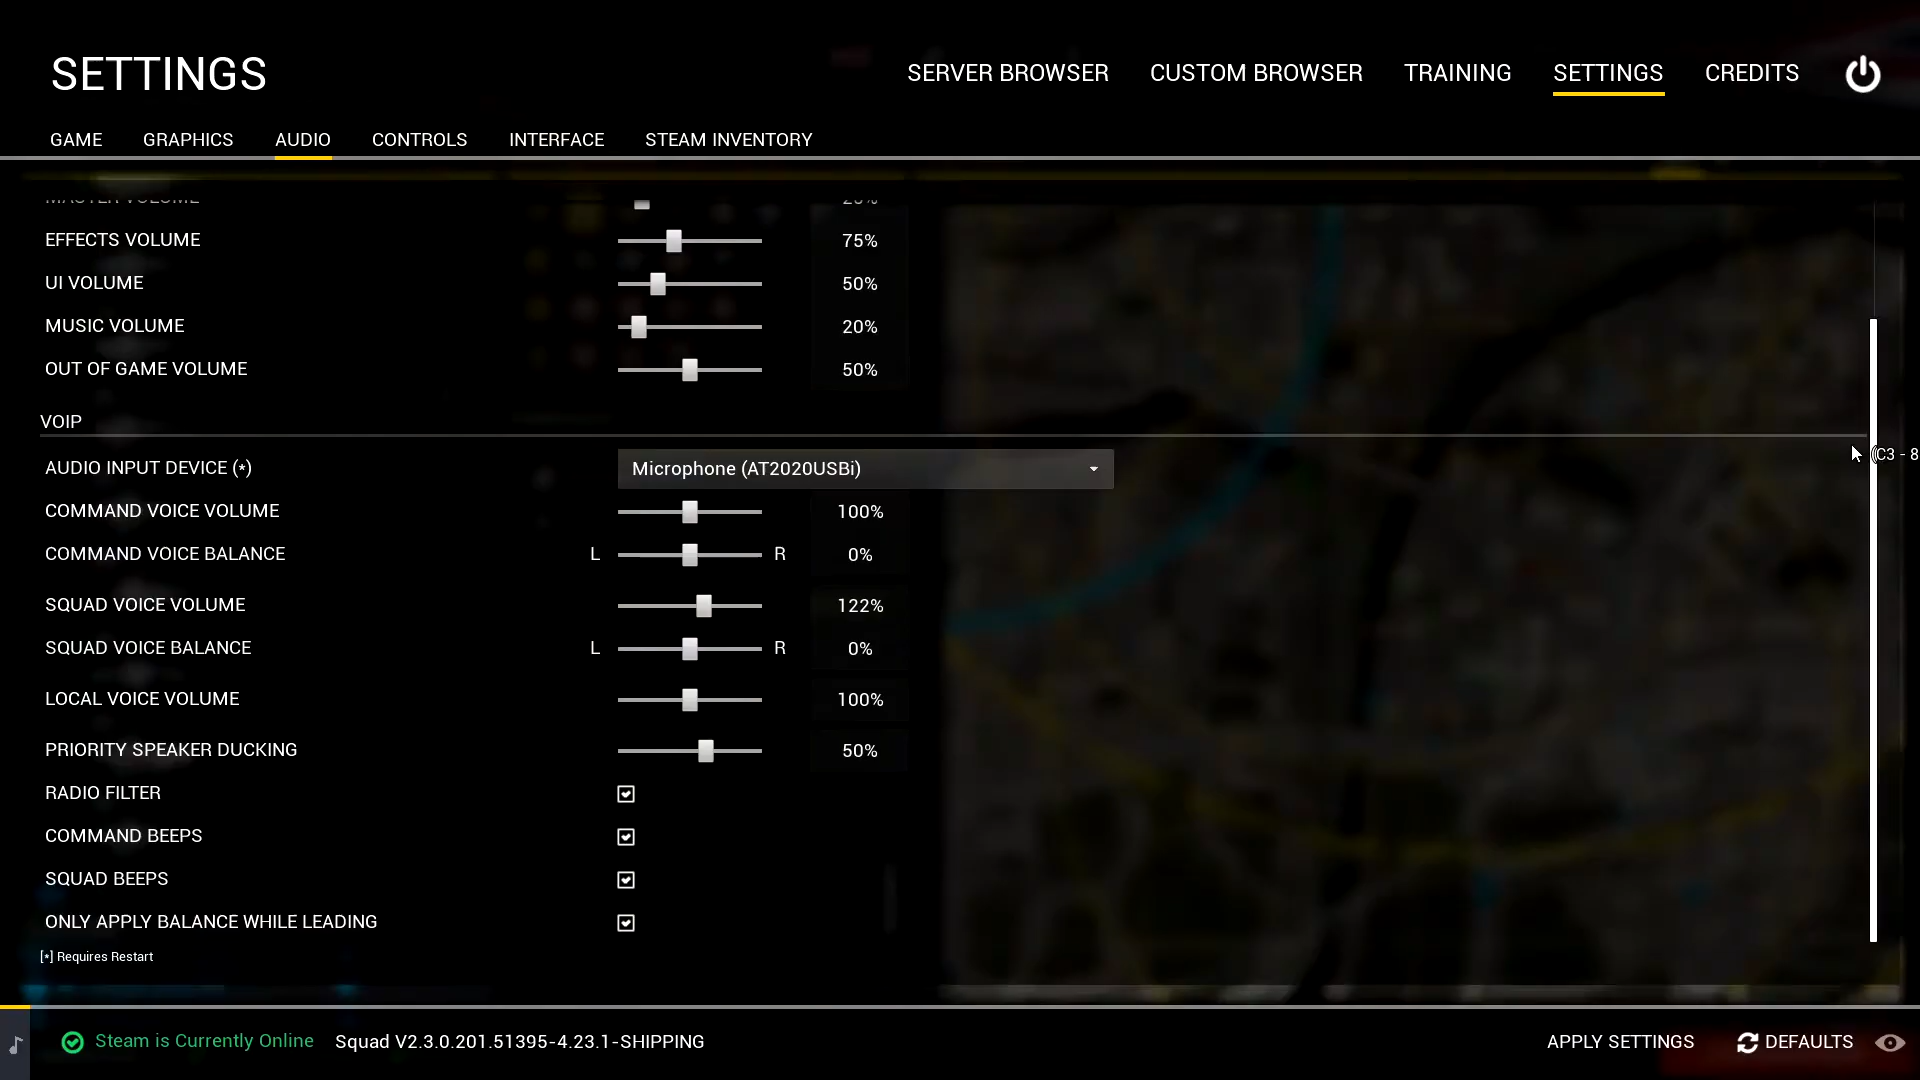 SETTINGS
SERVER BROWSER
CUSTOM BROWSER
TRAINING
SETTINGS
CREDITS
GAME
GRAPHICS
AUDIO
CONTROLS
INTERFACE
STEAM INVENTORY
EFFECTS VOLUME 75%
UI VOLUME 50%
MUSIC VOLUME 20%
OUT OF GAME VOLUME 50%
VOIP
(C3 - 8
AUDIO INPUT DEVICE (*) Microphone (AT2020USBi)
COMMAND VOICE VOLUME 100%
COMMAND VOICE BALANCE L R 0%
SQUAD VOICE VOLUME 122%
SQUAD VOICE BALANCE L R 0%
LOCAL VOICE VOLUME 100%
PRIORITY SPEAKER DUCKING 50%
RADIO FILTER
COMMAND BEEPS
SQUAD BEEPS
ONLY APPLY BALANCE WHILE LEADING
[*] Requires Restart
Steam is Currently Online
Squad V2.3.0.201.51395-4.23.1-SHIPPING
APPLY SETTINGS
DEFAULTS